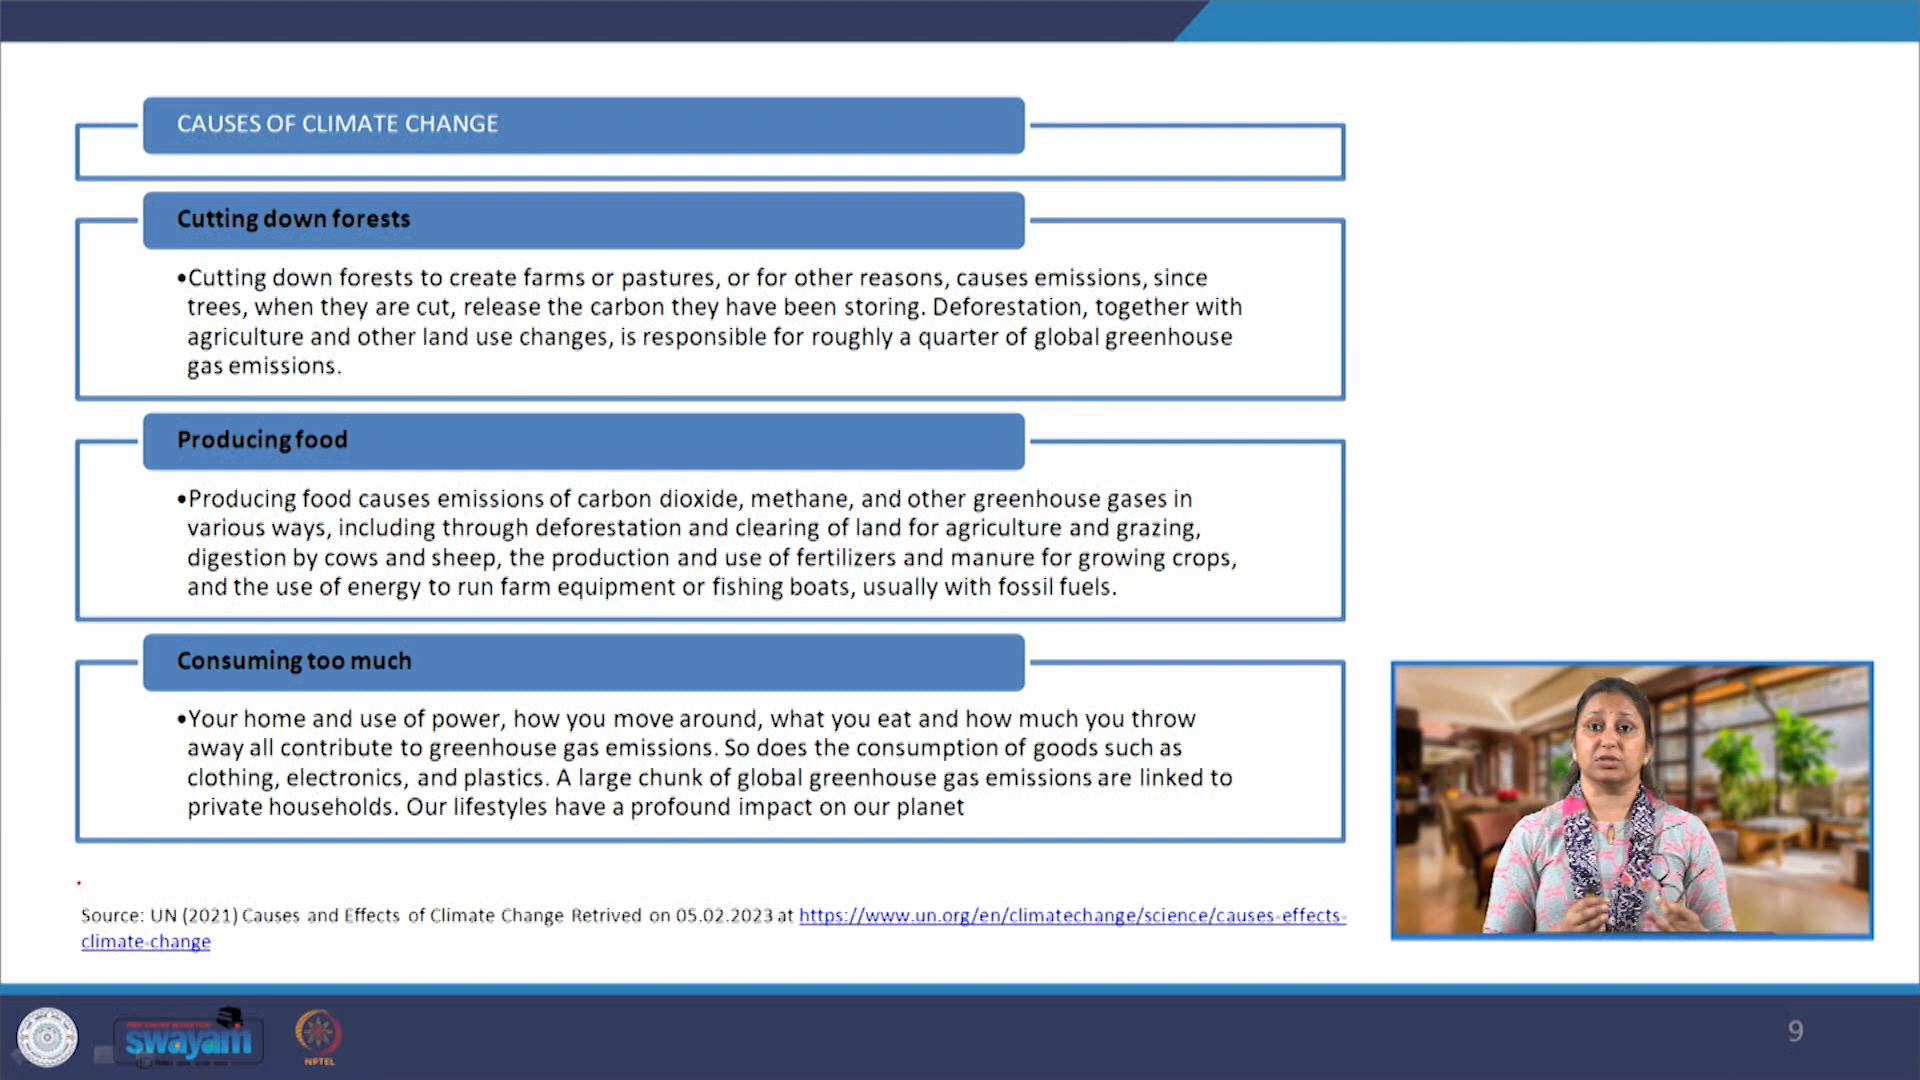 CAUSES OF CLIMATE CHANGE
Cutting down forests
•Cutting down forests to create farms or pastures, or for other reasons, causes emissions, since
trees, when they are cut, release the carbon they have been storing. Deforestation, together with
agriculture and other land use changes, is responsible for roughly a quarter of global greenhouse
gas emissions.
Producing food
•Producing food causes emissions of carbon dioxide, methane, and other greenhouse gases in
various ways, including through deforestation and clearing of land for agriculture and grazing,
digestion by cows and sheep, the production and use of fertilizers and manure for growing crops,
and the use of energy to run farm equipment or fishing boats, usually with fossil fuels.
Consuming too much
•Your home and use of power, how you move around, what you eat and how much you throw
away all contribute to greenhouse gas emissions. So does the consumption of goods such as
clothing, electronics, and plastics. A large chunk of global greenhouse gas emissions are linked to
private households. Our lifestyles have a profound impact on our planet
Source: UN (2021) Causes and Effects of Climate Change Retrived on 05.02.2023 at https://www.un.org/en/climatechange/science/causes-effects-
climate-change
swayam
NPTEL
9